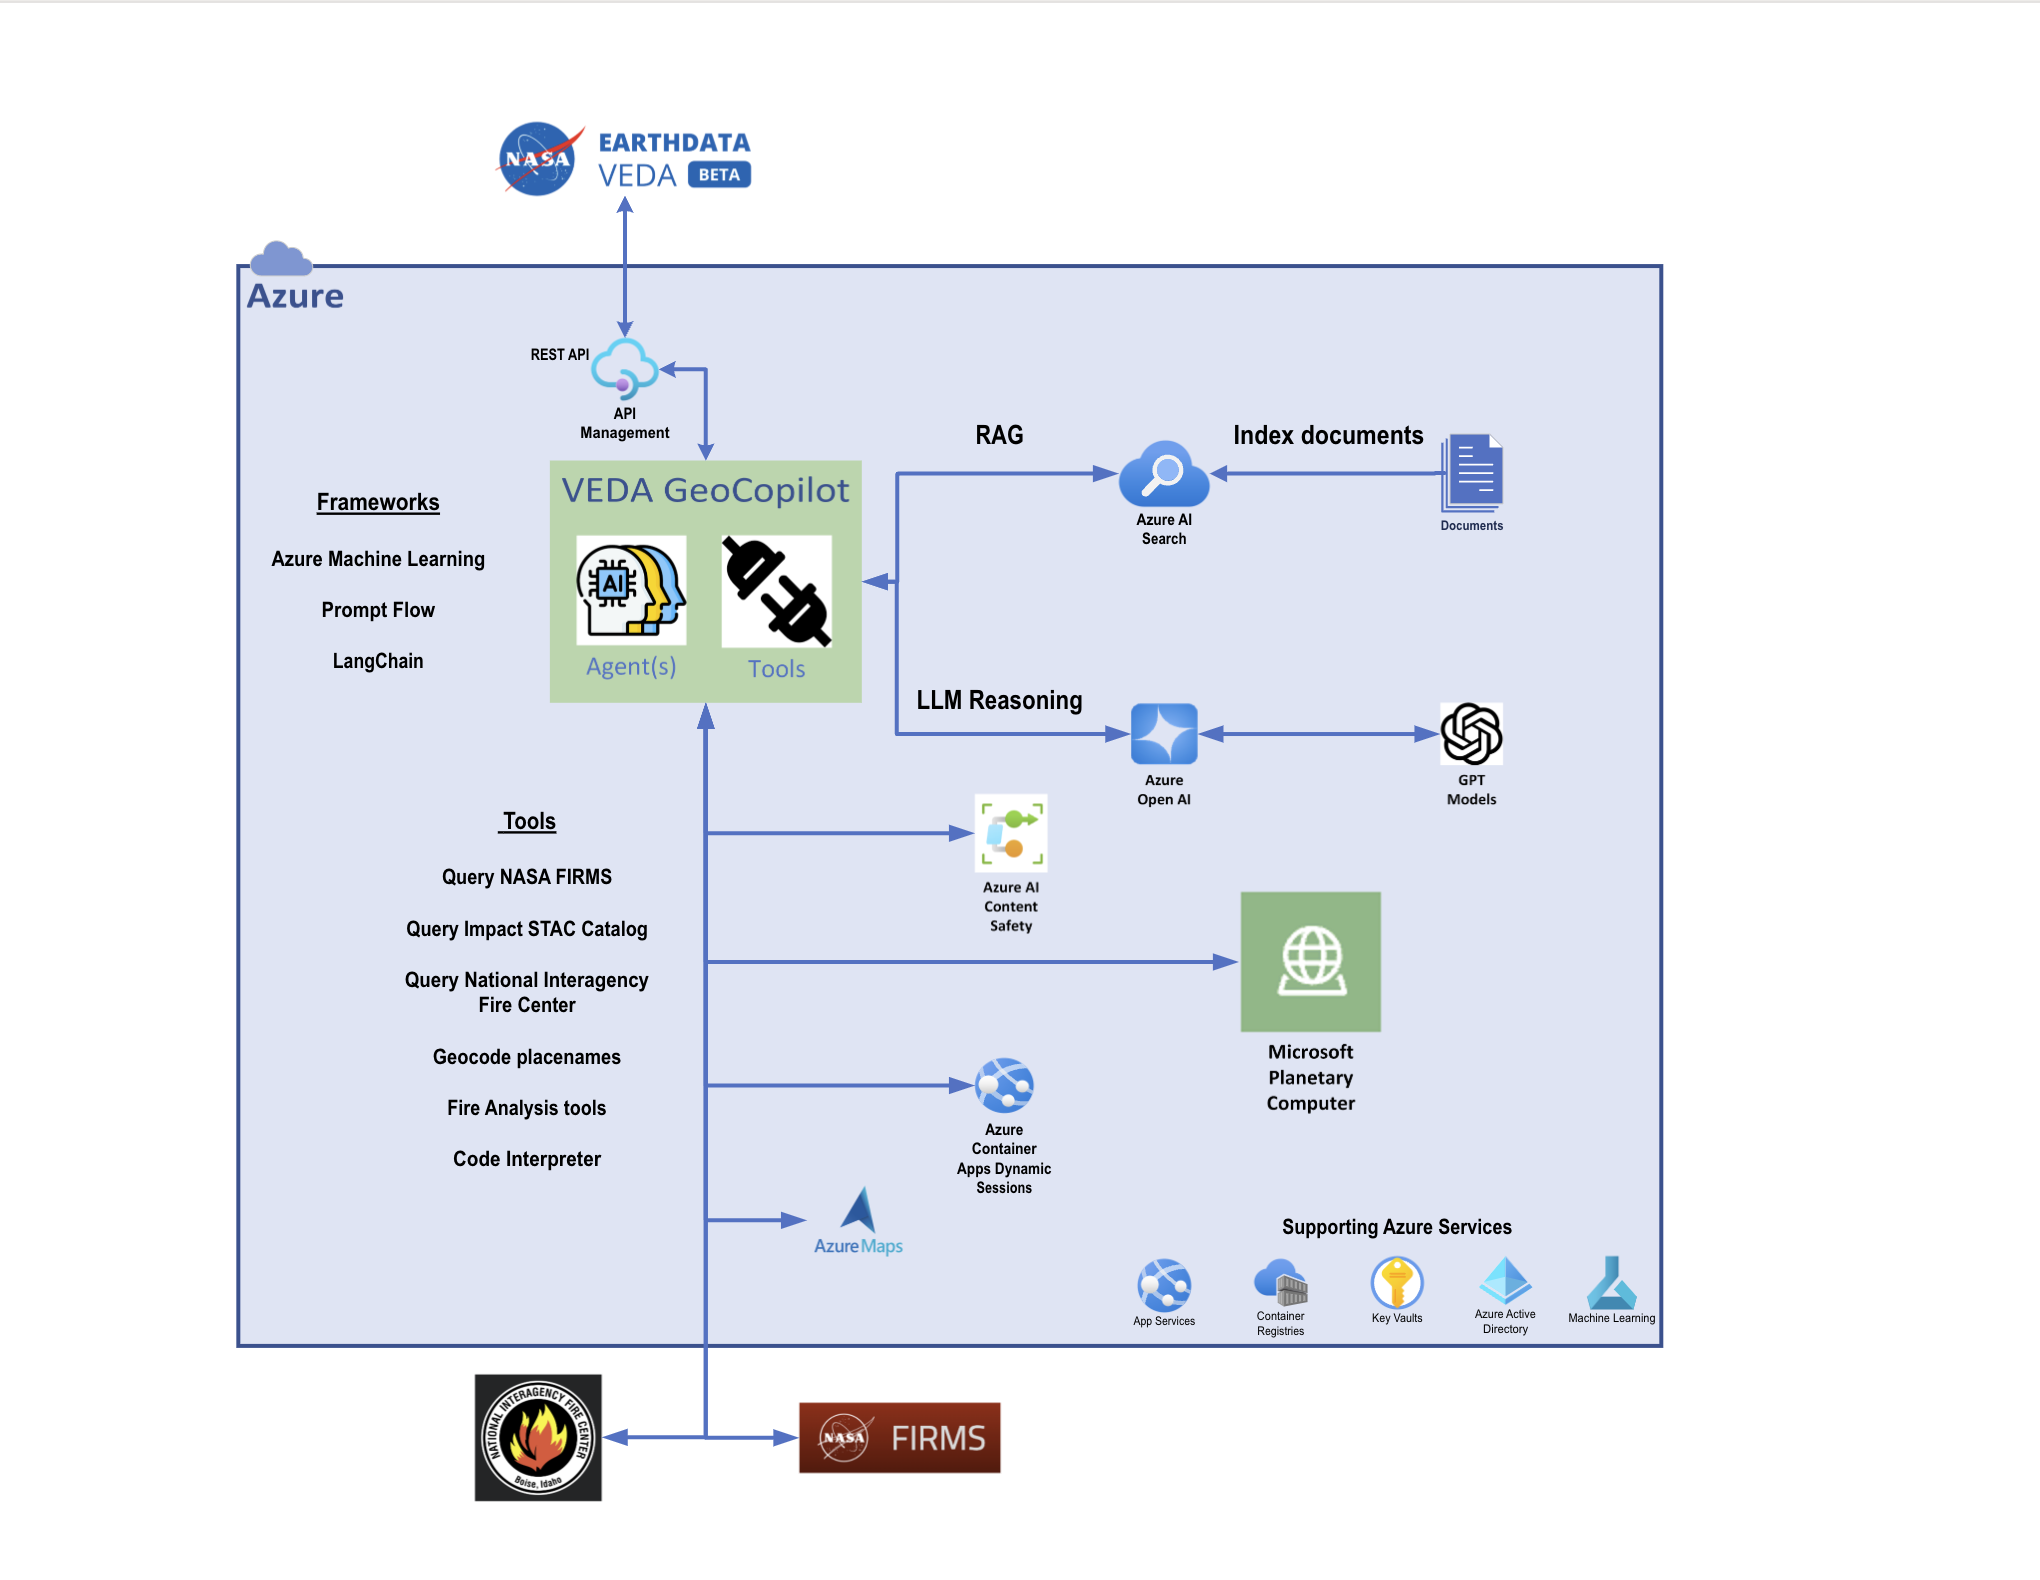 NASA
EARTHDATA
VEDA BETA
Azure
REST API
API
Management
VEDA GeoCopilot
AI
Agent(s)
Tools
Frameworks
Azure Machine Learning
Prompt Flow
LangChain
RAG
Index documents
Azure AI
Search
Documents
LLM Reasoning
Azure
Open AI
GPT
Models
Tools
Query NASA FIRMS
Query Impact STAC Catalog
Query National Interagency
Fire Center
Geocode placenames
Fire Analysis tools
Code Interpreter
Azure AI
Content
Safety
Microsoft
Planetary
Computer
Azure
Container
Apps Dynamic
Sessions
Azure Maps
Supporting Azure Services
App Services
Container
Registries
Key Vaults
Azure Active
Directory
Machine Learning
NATIONAL INTERAGENCY FIRE CENTER
Boise, Idaho
NASA
FIRMS